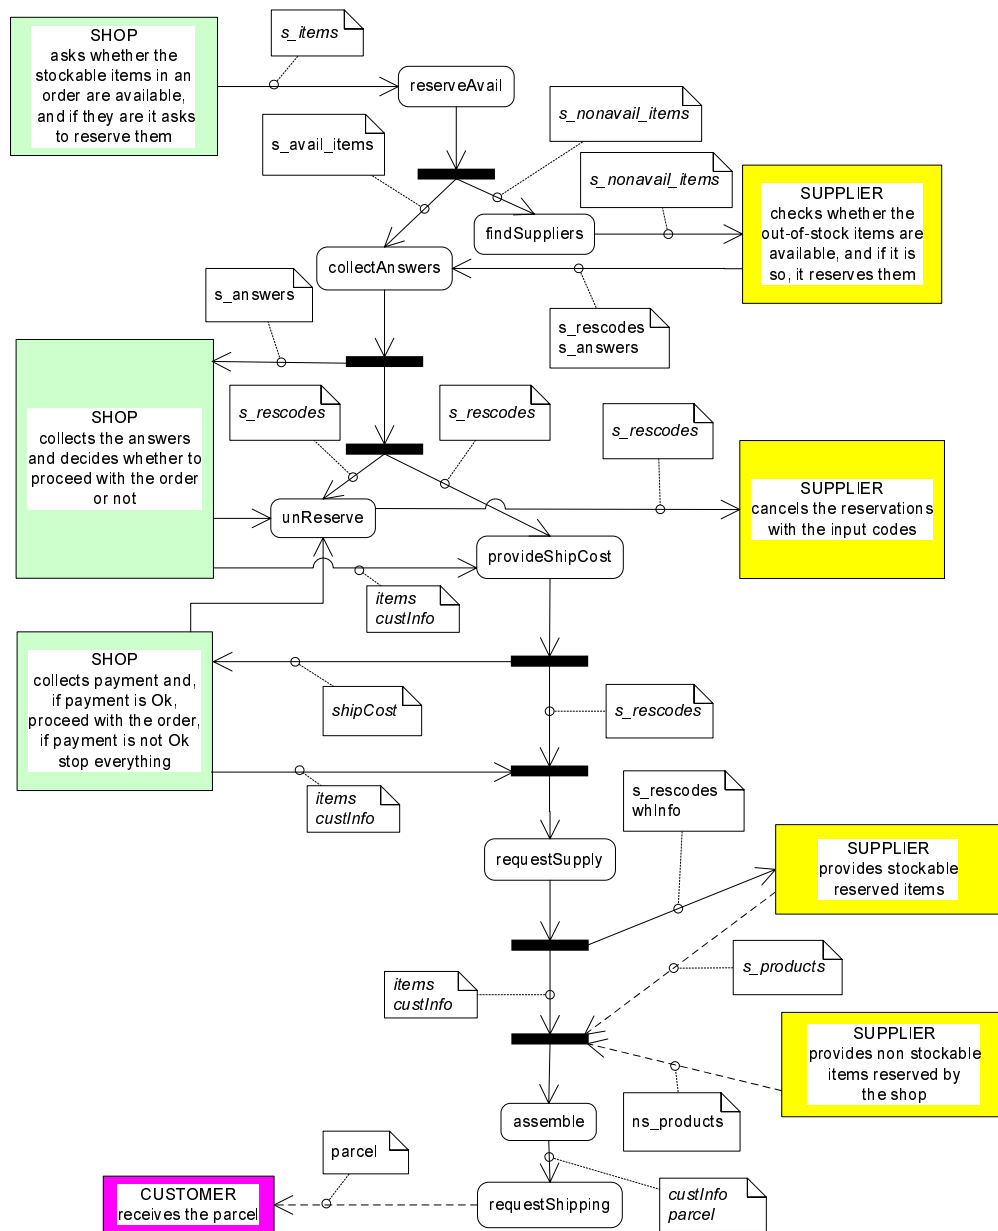 s_items
SHOP
asks whether the
stockable items in an
order are available,
and if they are it asks
to reserve them
reserveAvail
s_nonavail_items
s_avail_items
s_nonavail_items
SUPPLIER
checks whether the
out-of-stock items are
available, and if it is
so, it reserves them
findSuppliers
collectAnswers
s_answers
s_rescodes
s_answers
SHOP
collects the answers
and decides whether to
proceed with the order
or not
s_rescodes
s_rescodes
s_rescodes
SUPPLIER
cancels the reservations
with the input codes
unReserve
provideShipCost
items
custInfo
SHOP
collects payment and,
if payment is Ok,
proceed with the order,
if payment is not Ok
stop everything
shipCost
s_rescodes
items
custInfo
s_rescodes
whInfo
requestSupply
SUPPLIER
provides stockable
reserved items
s_products
items
custInfo
SUPPLIER
provides non stockable
items reserved by
the shop
ns_products
assemble
parcel
custInfo
parcel
CUSTOMER
receives the parcel
requestShipping